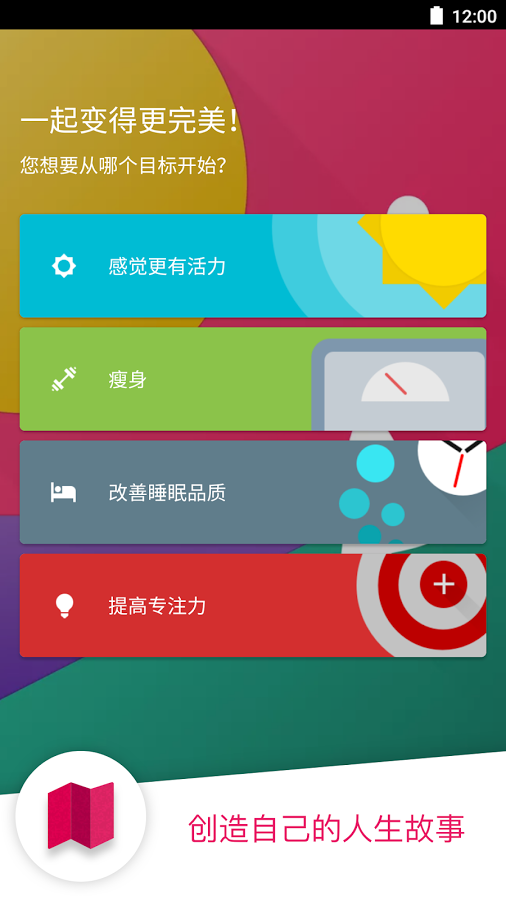 12:00
一起变得更完美!
您想要从哪个目标开始?
感觉更有活力
瘦身
改善睡眠品质
提高专注力
创造自己的人生故事